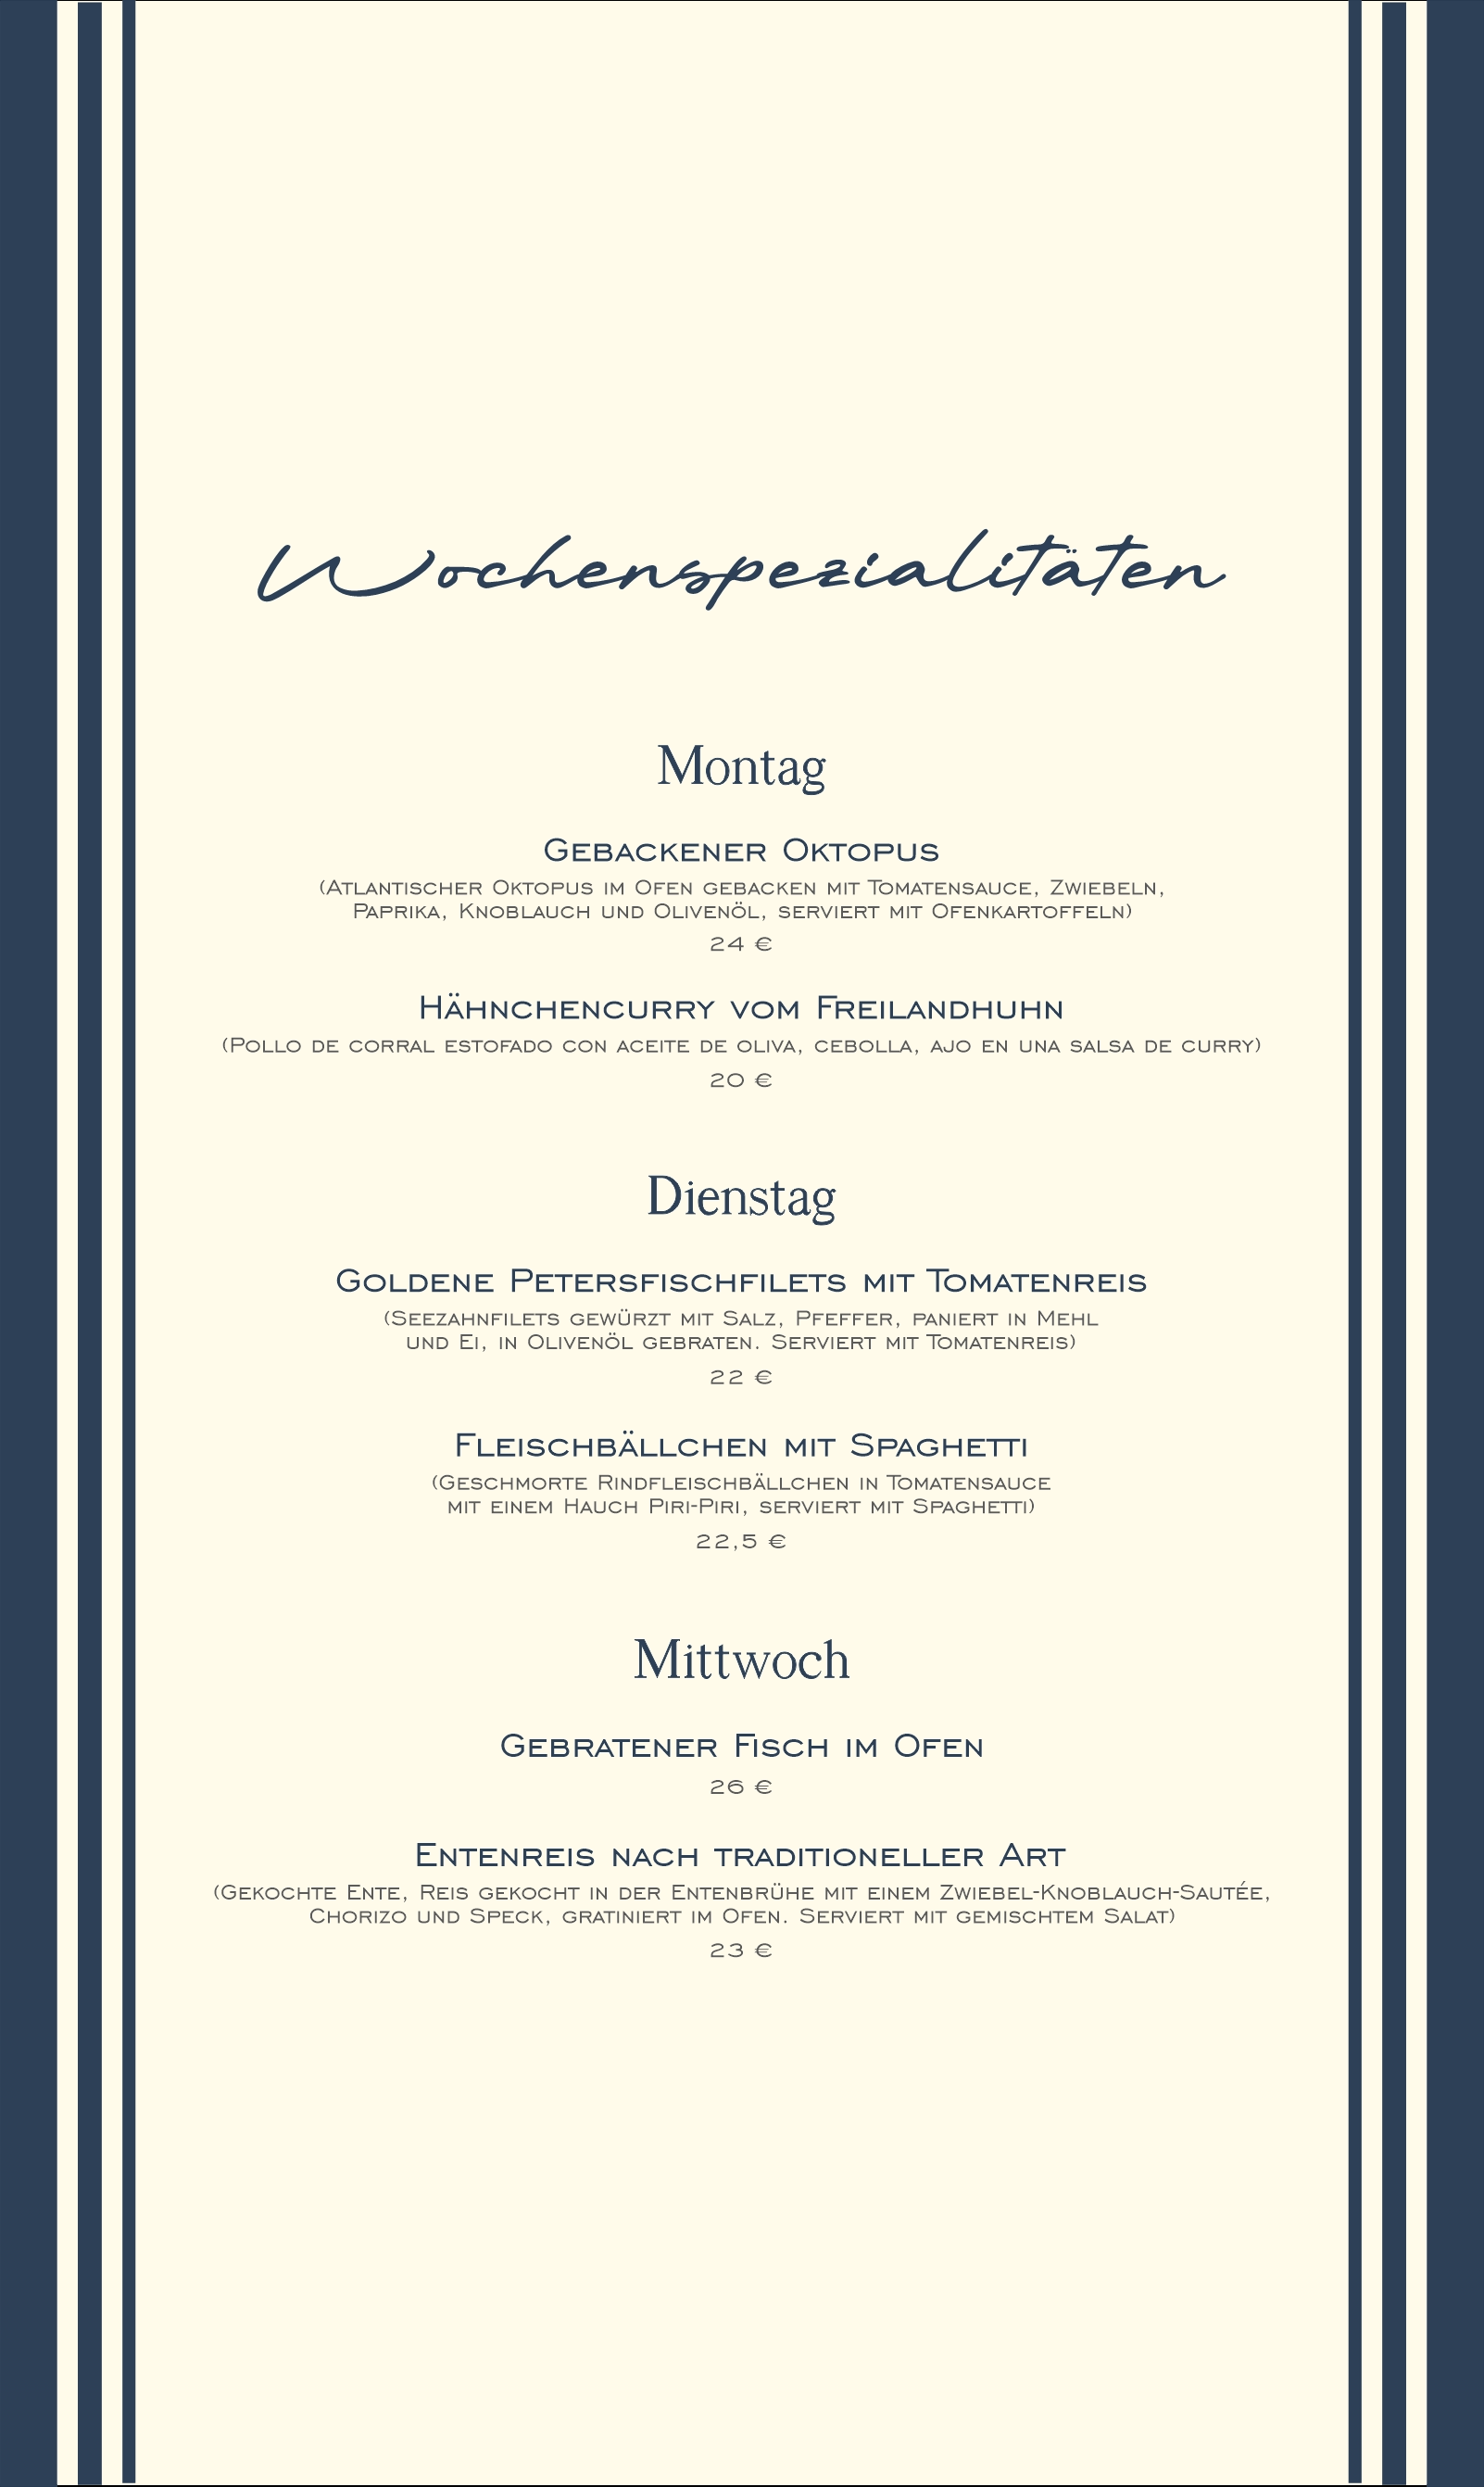 Wochenspezialitäten
Montag
Gebackener Oktopus
(Atlantischer Oktopus im Ofen gebacken mit Tomatensauce, Zwiebeln,
Paprika, Knoblauch und Olivenöl, serviert mit Ofenkartoffeln)
24 €
Hähnchencurry vom Freilandhuhn
(Pollo de corral estofado con aceite de oliva, cebolla, ajo en una salsa de curry)
20 €
Dienstag
Goldene Petersfischfilets mit Tomatenreis
(Seezahnfilets gewürzt mit Salz, Pfeffer, paniert in Mehl
und Ei, in Olivenöl gebraten. Serviert mit Tomatenreis)
22 €
Fleischbällchen mit Spaghetti
(Geschmorte Rindfleischbällchen in Tomatensauce
mit einem Hauch Piri-Piri, serviert mit Spaghetti)
22,5 €
Mittwoch
Gebratener Fisch im Ofen
26 €
Entenreis nach traditioneller Art
(Gekochte Ente, Reis gekocht in der Entenbrühe mit einem Zwiebel-Knoblauch-Sautée,
Chorizo und Speck, gratiniert im Ofen. Serviert mit gemischtem Salat)
23 €